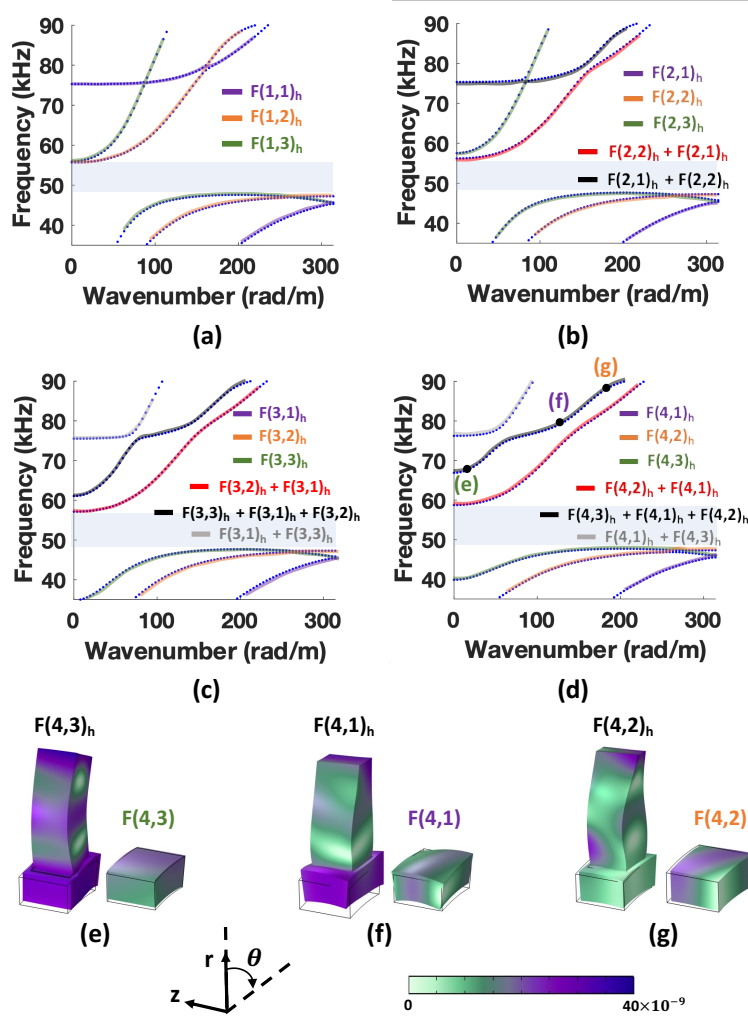 90
80
70
60
50
40
Frequency (kHz)
F(1,1)h
F(1,2)h
F(1,3)h
0 100 200 300
Wavenumber (rad/m)
(a)
90
80
70
60
50
40
Frequency (kHz)
F(2,1)h
F(2,2)h
F(2,3)h
F(2,2)h + F(2,1)h
F(2,1)h + F(2,2)h
0 100 200 300
Wavenumber (rad/m)
(b)
90
80
70
60
50
40
Frequency (kHz)
F(3,1)h
F(3,2)h
F(3,3)h
F(3,2)h + F(3,1)h
F(3,3)h + F(3,1)h + F(3,2)h
F(3,1)h + F(3,3)h
0 100 200 300
Wavenumber (rad/m)
(c)
90
80
70
60
50
40
Frequency (kHz)
(g)
(f)
(e)
F(4,1)h
F(4,2)h
F(4,3)h
F(4,2)h + F(4,1)h
F(4,3)h + F(4,1)h + F(4,2)h
F(4,1)h + F(4,3)h
0 100 200 300
Wavenumber (rad/m)
(d)
F(4,3)h
F(4,3)
(e)
F(4,1)h
F(4,1)
(f)
F(4,2)h
F(4,2)
(g)
r
θ
z
0 40×10⁻⁹